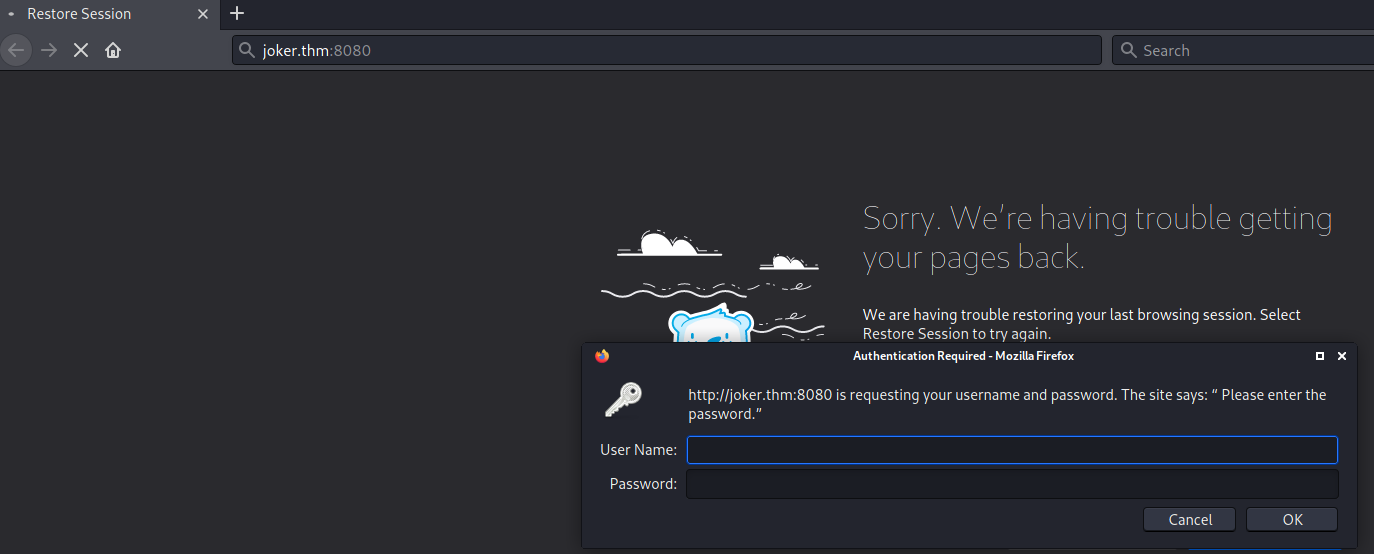 Restore Session
joker.thm:8080
Search
Sorry. We're having trouble getting
your pages back.
We are having trouble restoring your last browsing session. Select
Restore Session to try again.
Authentication Required - Mozilla Firefox
http://joker.thm:8080 is requesting your username and password. The site says: “ Please enter the
password.”
User Name:
Password:
Cancel OK